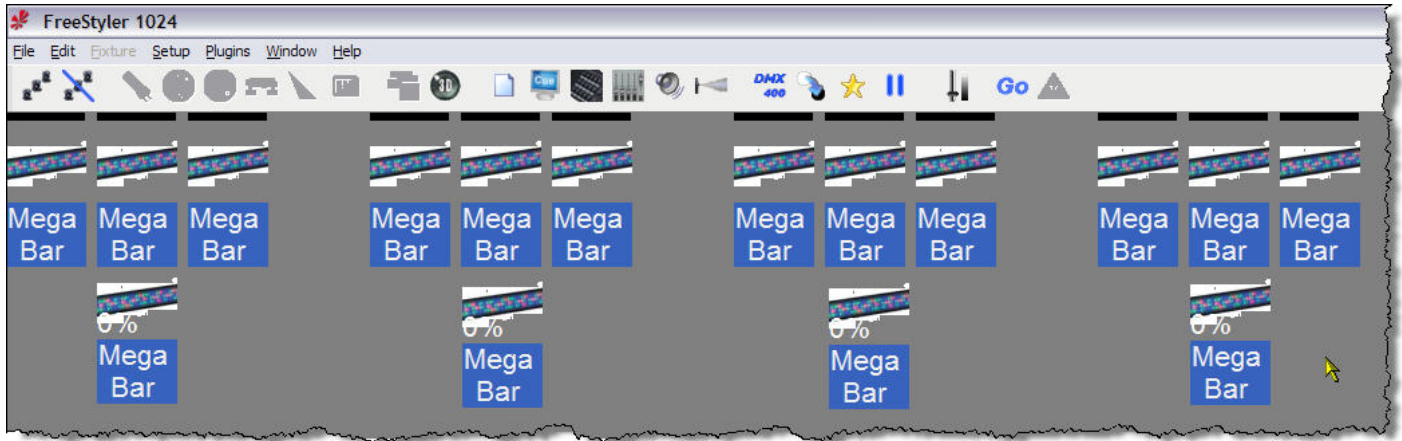 FreeStyler 1024
File Edit Fixture Setup Plugins Window Help
3D Cue DMX 400 Go
Mega Mega Mega Mega Mega Mega Mega Mega Mega Mega Mega Mega
Bar Bar Bar Bar Bar Bar Bar Bar Bar Bar Bar Bar
0% 0% 0% 0%
Mega Mega Mega Mega
Bar Bar Bar Bar